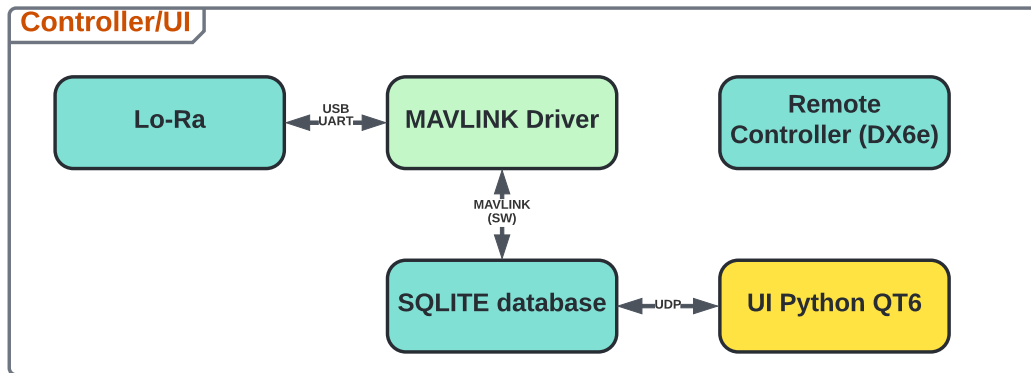 Controller/UI
Lo-Ra
USB
UART
MAVLINK Driver
Remote
Controller (DX6e)
MAVLINK
(SW)
SQLITE database
UDP
UI Python QT6